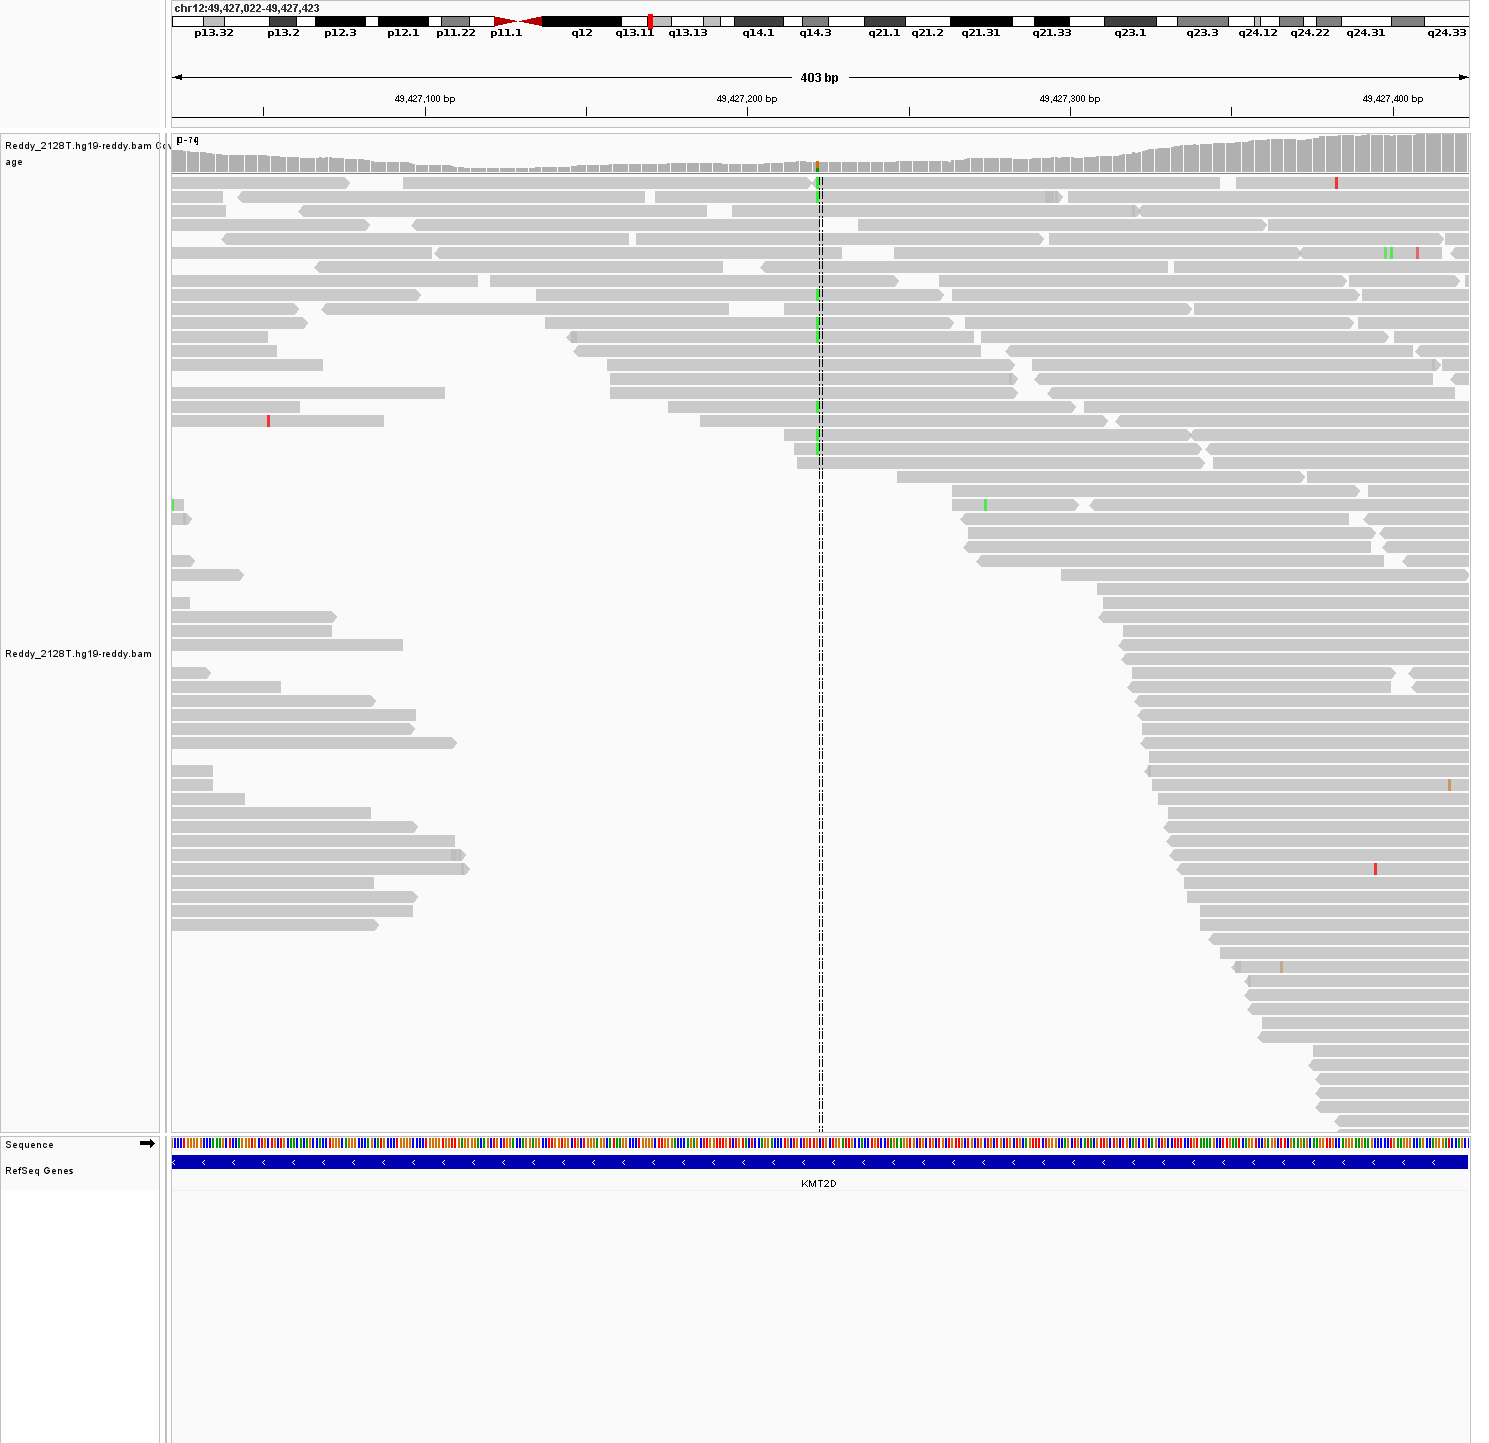 chr12:49,427,022-49,427,423
p13.32 p13.2 p12.3 p12.1 p11.22 p11.1 q12 q13.11 q13.13 q14.1 q14.3 q21.1 q21.2 q21.31 q21.33 q23.1 q23.3 q24.12 q24.22 q24.31 q24.33
403 bp
49,427,100 bp 49,427,200 bp 49,427,300 bp 49,427,400 bp
Reddy_2128T.hg19-reddy.bam Cov
age
[0-74]
Reddy_2128T.hg19-reddy.bam
Sequence
RefSeq Genes
KMT2D